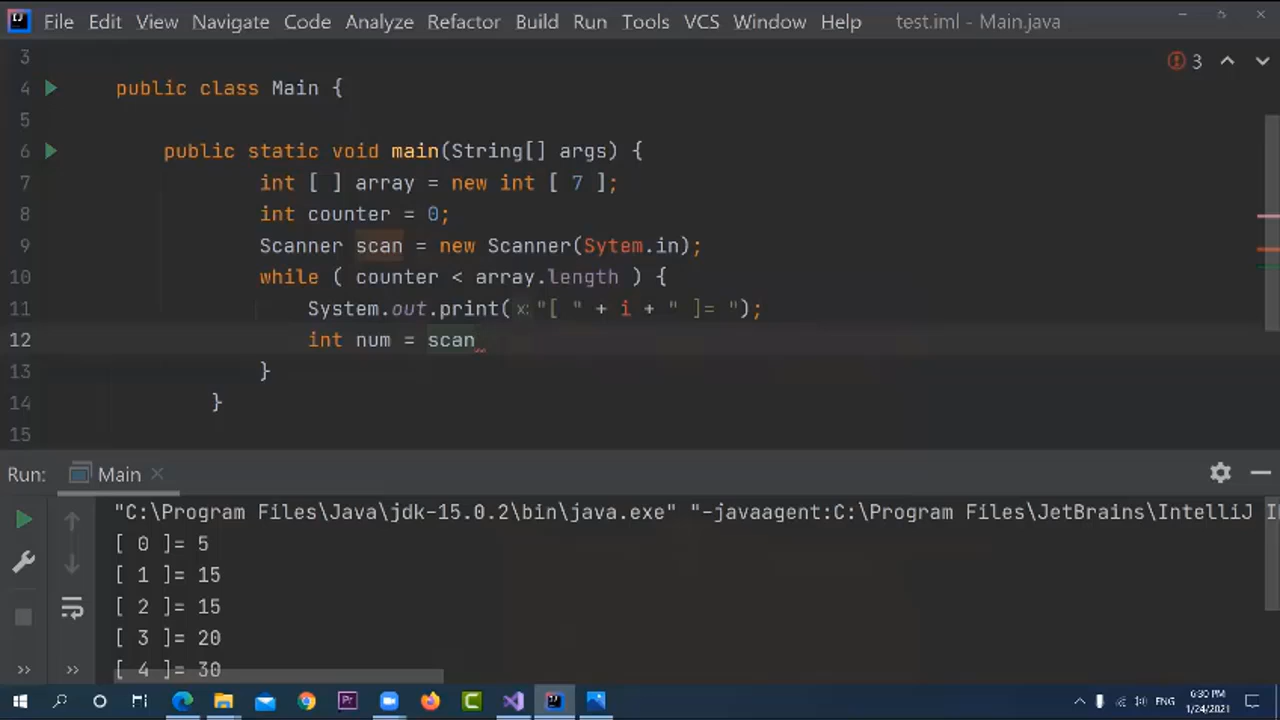 File Edit View Navigate Code Analyze Refactor Build Run Tools VCS Window Help test.iml - Main.java
3
3
4 public class Main {
5
6 public static void main(String[] args) {
7 int [ ] array = new int [ 7 ];
8 int counter = 0;
9 Scanner scan = new Scanner(Sytem.in);
10 while ( counter < array.length ) {
11 System.out.print( x: "[ " + i + " ]= ");
12 int num = scan
13 }
14 }
15
Run: Main
"C:\Program Files\Java\jdk-15.0.2\bin\java.exe" "-javaagent:C:\Program Files\JetBrains\IntelliJ I
[ 0 ]= 5
[ 1 ]= 15
[ 2 ]= 15
[ 3 ]= 20
[ 4 ]= 30
Pr C ENG 6:30 PM
1/24/2021